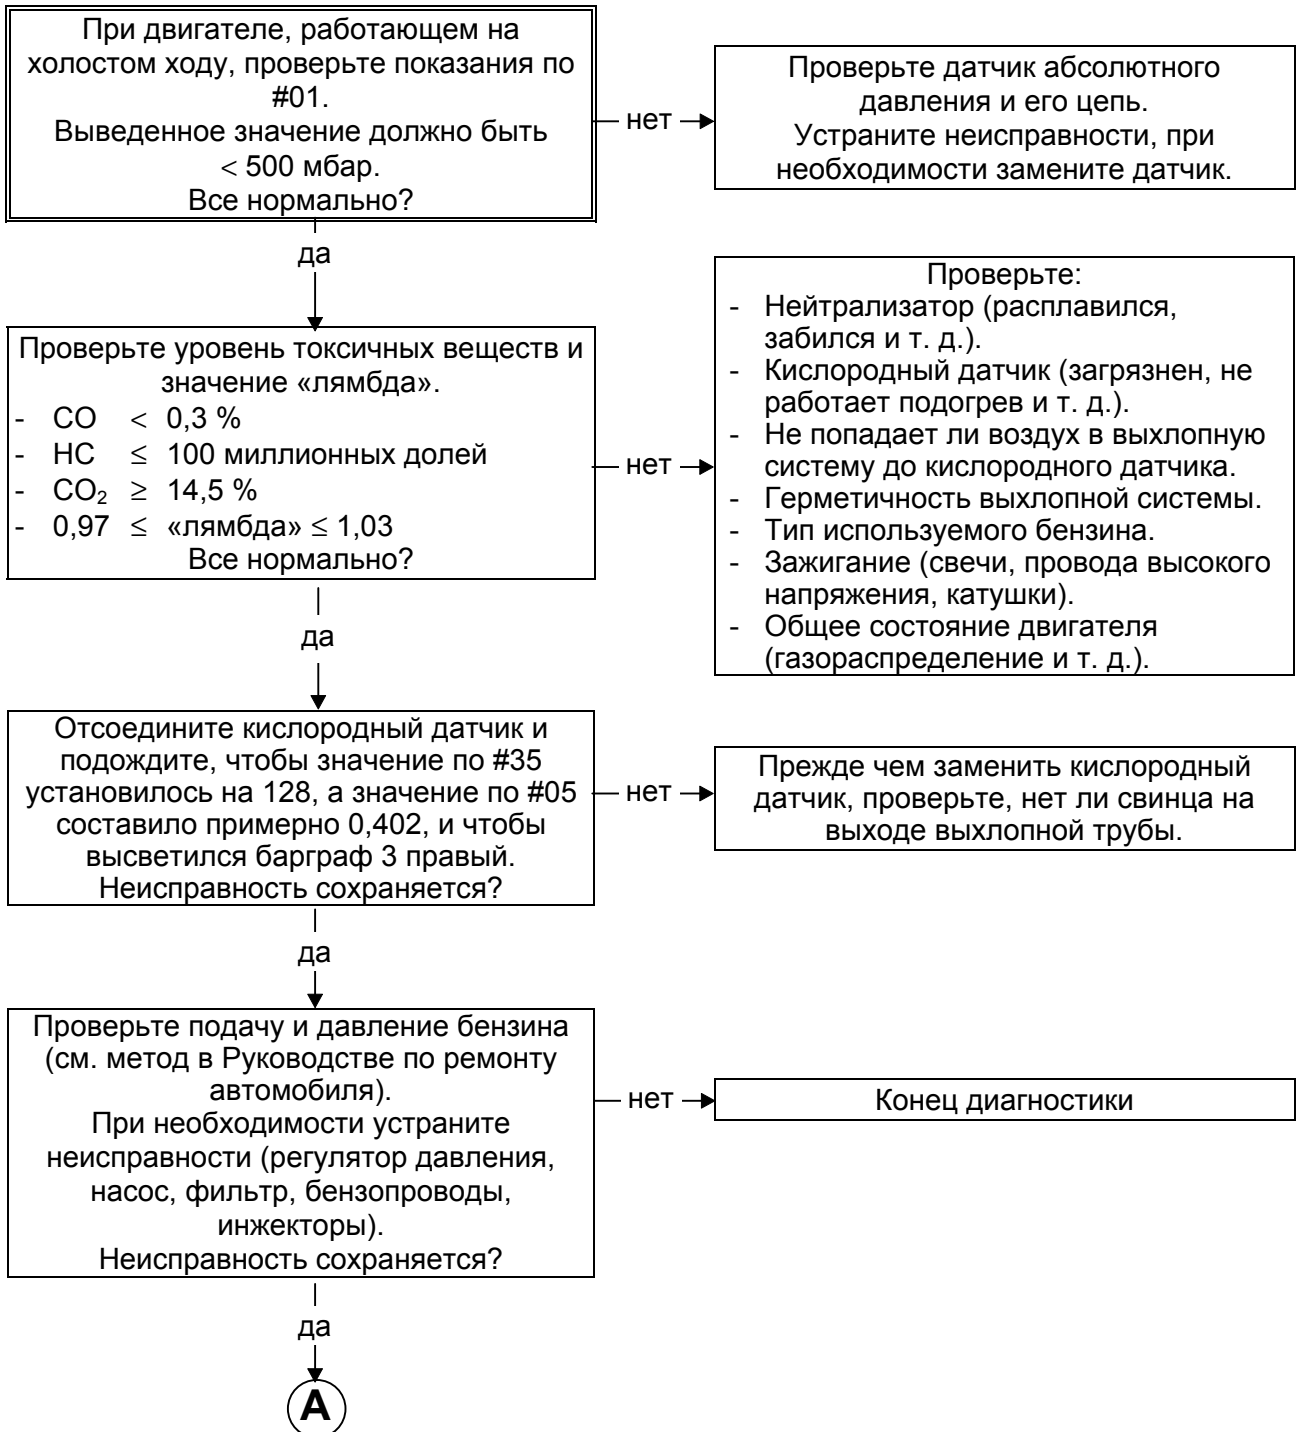 При двигателе, работающем на
холостом ходу, проверьте показания по
#01.
Выведенное значение должно быть
< 500 мбар.
Все нормально?
нет
Проверьте датчик абсолютного
давления и его цепь.
Устраните неисправности, при
необходимости замените датчик.
да
Проверьте уровень токсичных веществ и
значение «лямбда».
- CO < 0,3 %
- HC ≤ 100 миллионных долей
- CO₂ ≥ 14,5 %
- 0,97 ≤ «лямбда» ≤ 1,03
Все нормально?
нет
Проверьте:
- Нейтрализатор (расплавился,
забился и т. д.).
- Кислородный датчик (загрязнен, не
работает подогрев и т. д.).
- Не попадает ли воздух в выхлопную
систему до кислородного датчика.
- Герметичность выхлопной системы.
- Тип используемого бензина.
- Зажигание (свечи, провода высокого
напряжения, катушки).
- Общее состояние двигателя
(газораспределение и т. д.).
да
Отсоедините кислородный датчик и
подождите, чтобы значение по #35
установилось на 128, а значение по #05
составило примерно 0,402, и чтобы
высветился барграф 3 правый.
Неисправность сохраняется?
нет
Прежде чем заменить кислородный
датчик, проверьте, нет ли свинца на
выходе выхлопной трубы.
да
Проверьте подачу и давление бензина
(см. метод в Руководстве по ремонту
автомобиля).
При необходимости устраните
неисправности (регулятор давления,
насос, фильтр, бензопроводы,
инжекторы).
Неисправность сохраняется?
нет
Конец диагностики
да
А